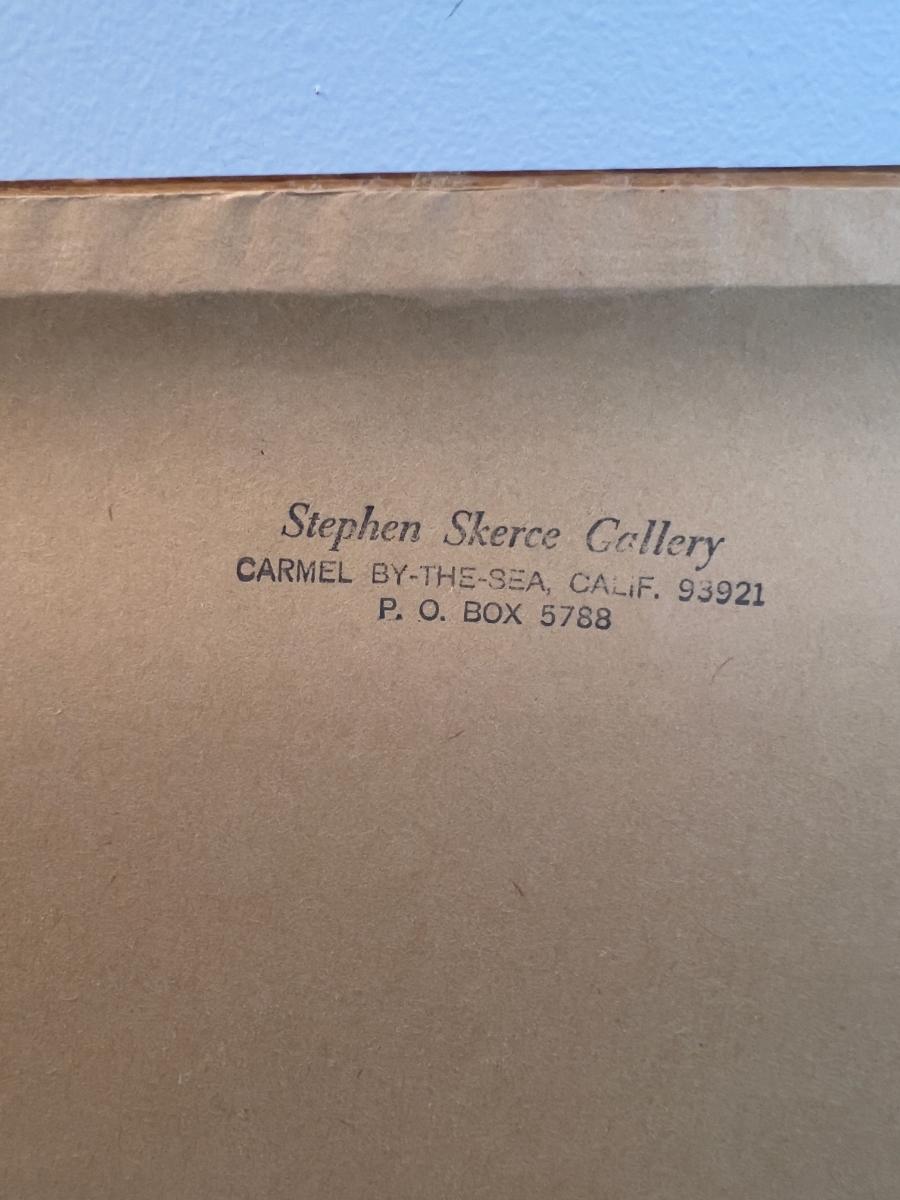 Stephen Skerce Gallery
CARMEL BY-THE-SEA, CALIF. 93921
P. O. BOX 5788